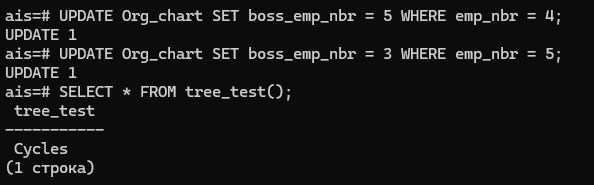 ais=# UPDATE Org_chart SET boss_emp_nbr = 5 WHERE emp_nbr = 4;
UPDATE 1
ais=# UPDATE Org_chart SET boss_emp_nbr = 3 WHERE emp_nbr = 5;
UPDATE 1
ais=# SELECT * FROM tree_test();
 tree_test
-----------
 Cycles
(1 строка)